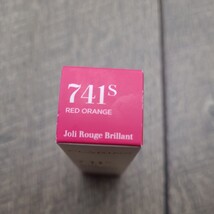 741S
RED ORANGE
Joli Rouge Brillant